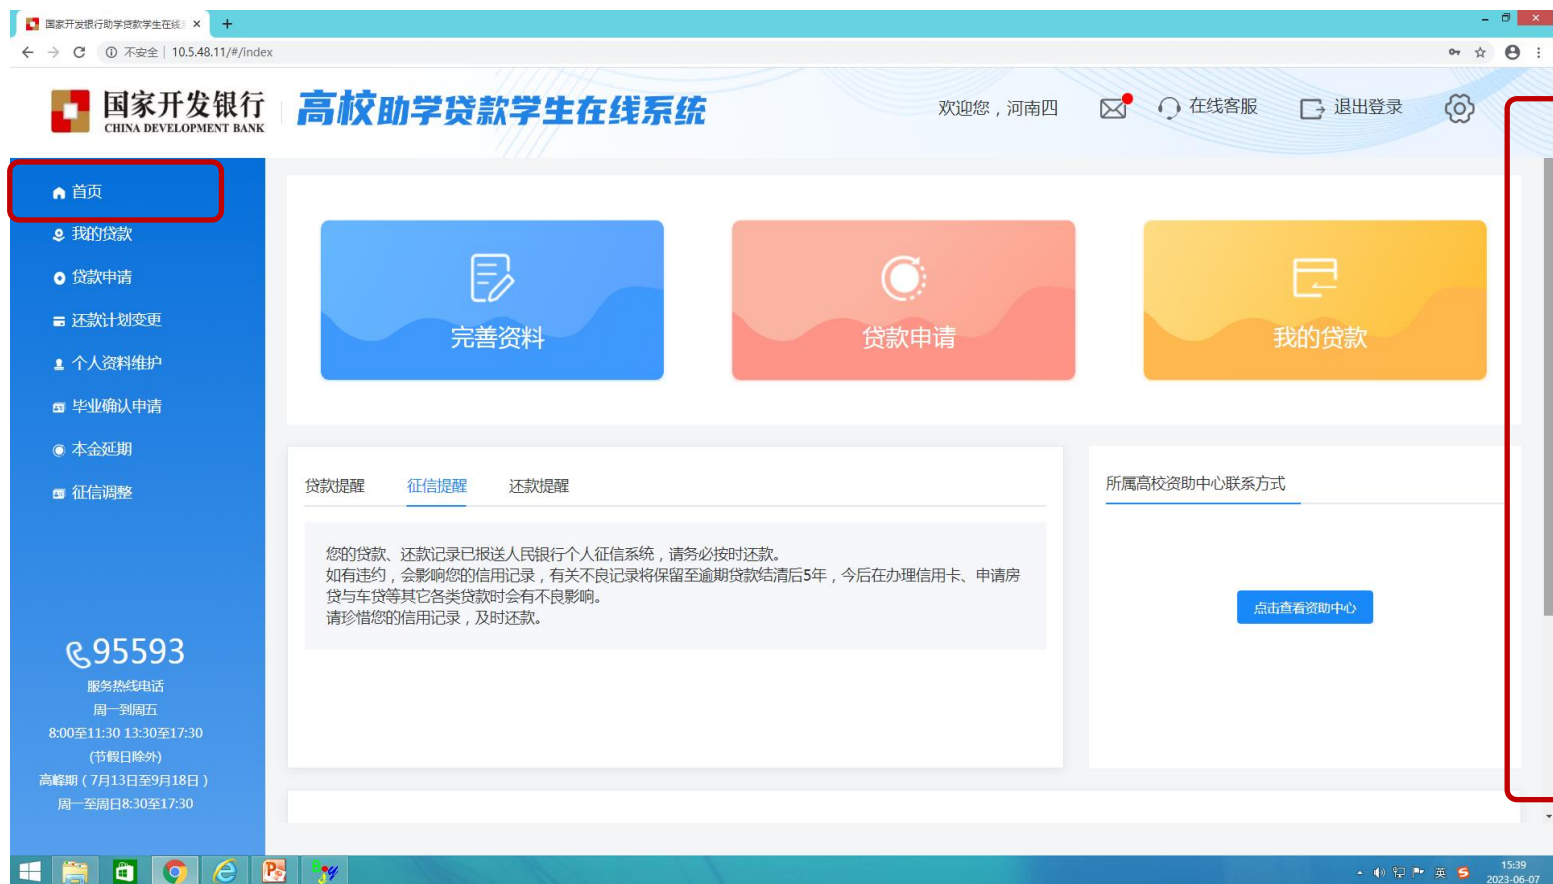 国家开发银行助学贷款学生在线
不安全 | 10.5.48.11/#/index
国家开发银行
CHINA DEVELOPMENT BANK
高校助学贷款学生在线系统
欢迎您，河南四
在线客服
退出登录
首页
我的贷款
贷款申请
还款计划变更
个人资料维护
毕业确认申请
本金延期
征信调整
95593
服务热线电话
周一到周五
8:00至11:30 13:30至17:30
(节假日除外)
高峰期（7月13日至9月18日）
周一至周日8:30至17:30
完善资料
贷款申请
我的贷款
贷款提醒
征信提醒
还款提醒
您的贷款、还款记录已报送人民银行个人征信系统，请务必按时还款。
如有违约，会影响您的信用记录，有关不良记录将保留至逾期贷款结清后5年，今后在办理信用卡、申请房
贷与车贷等其它各类贷款时会有不良影响。
请珍惜您的信用记录，及时还款。
所属高校资助中心联系方式
点击查看资助中心
英
15:39
2023-06-07